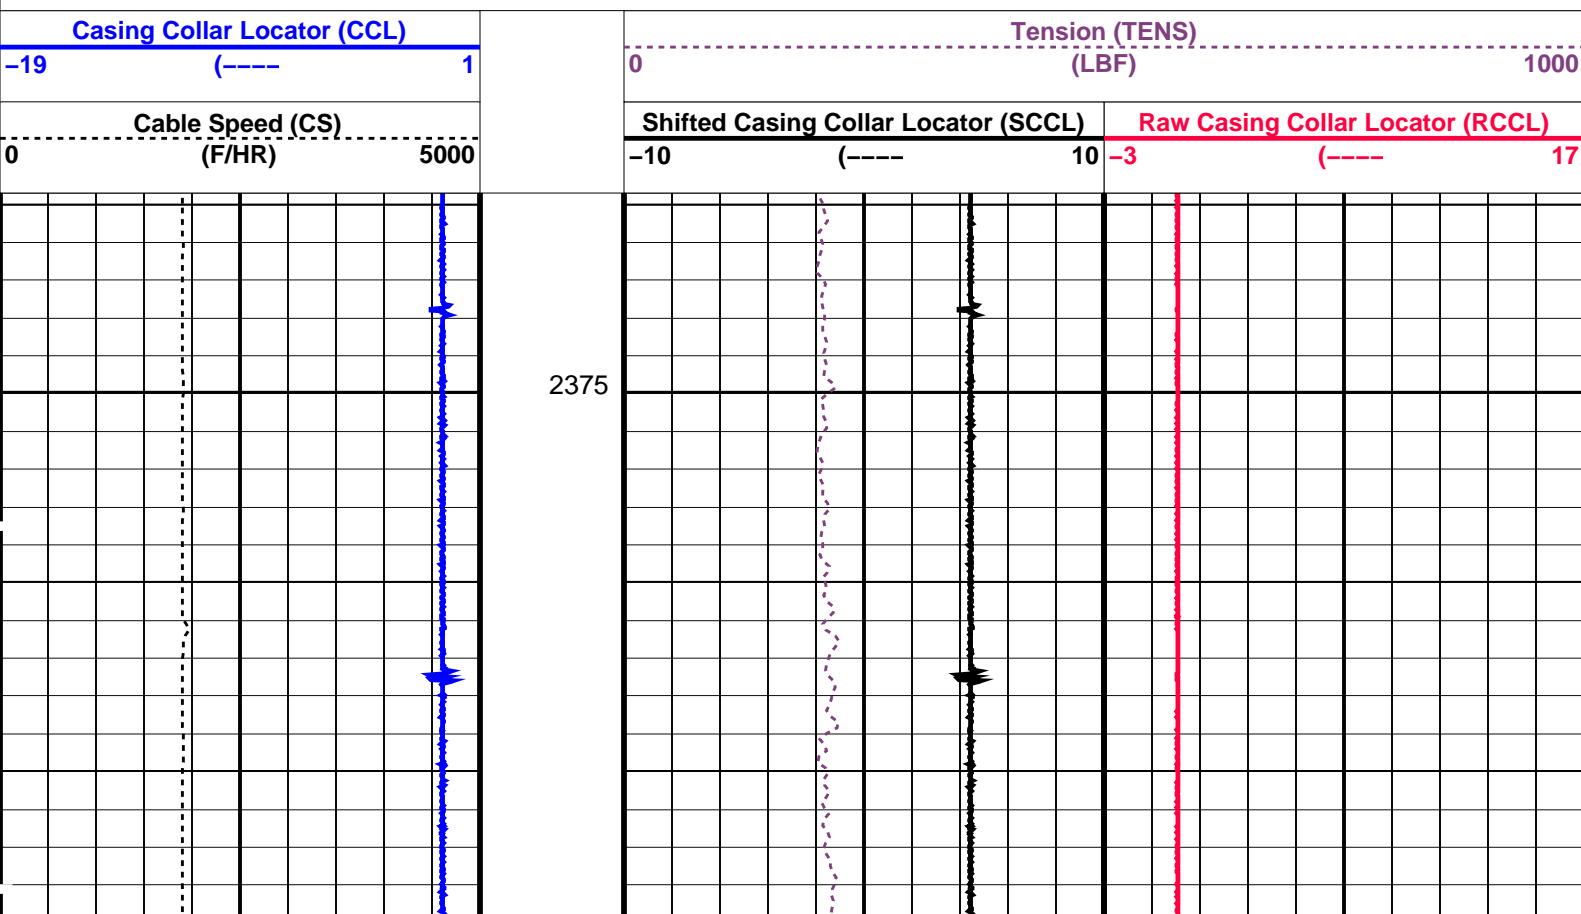 Casing Collar Locator (CCL)
−19 (−−−− 1
Tension (TENS)
0 (LBF) 1000
Cable Speed (CS)
0 (F/HR) 5000
Shifted Casing Collar Locator (SCCL)
−10 (−−−− 10
Raw Casing Collar Locator (RCCL)
−3 (−−−− 17
2375